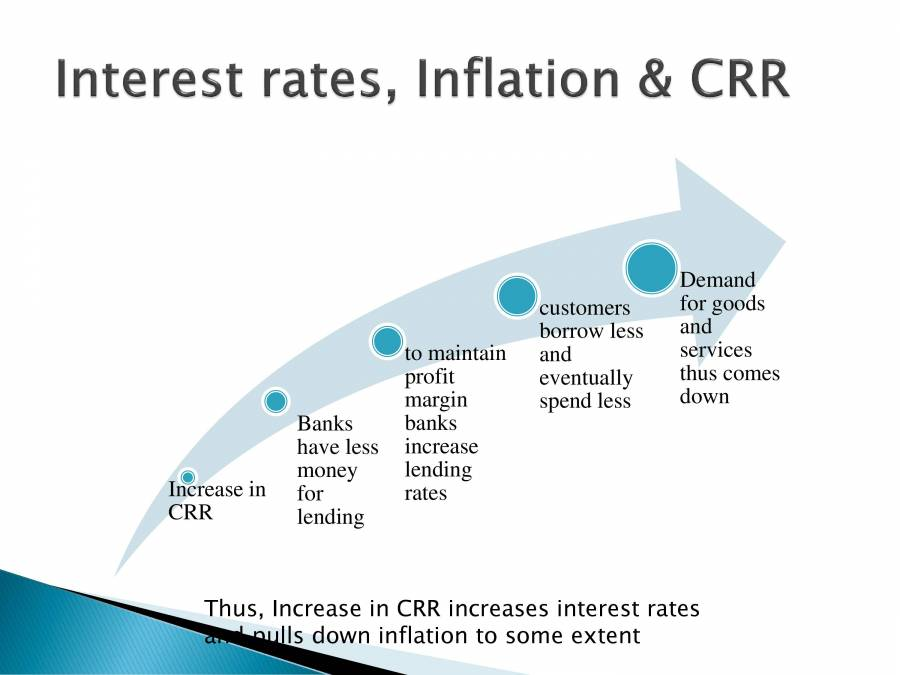 Interest rates, Inflation & CRR
Increase in
CRR
Banks
have less
money
for
lending
to maintain
profit
margin
banks
increase
lending
rates
customers
borrow less
and
eventually
spend less
Demand
for goods
and
services
thus comes
down
Thus, Increase in CRR increases interest rates
and pulls down inflation to some extent